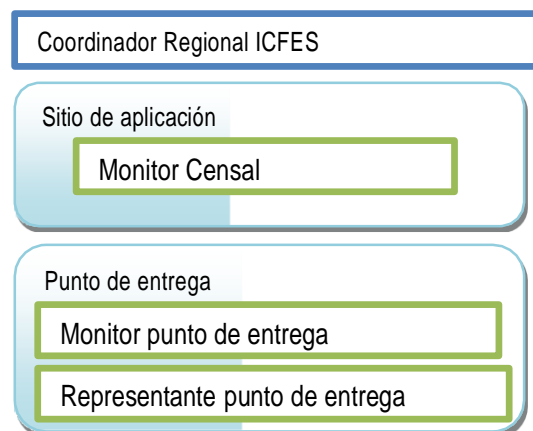 Coordinador Regional ICFES
Sitio de aplicación
Monitor Censal
Punto de entrega
Monitor punto de entrega
Representante punto de entrega